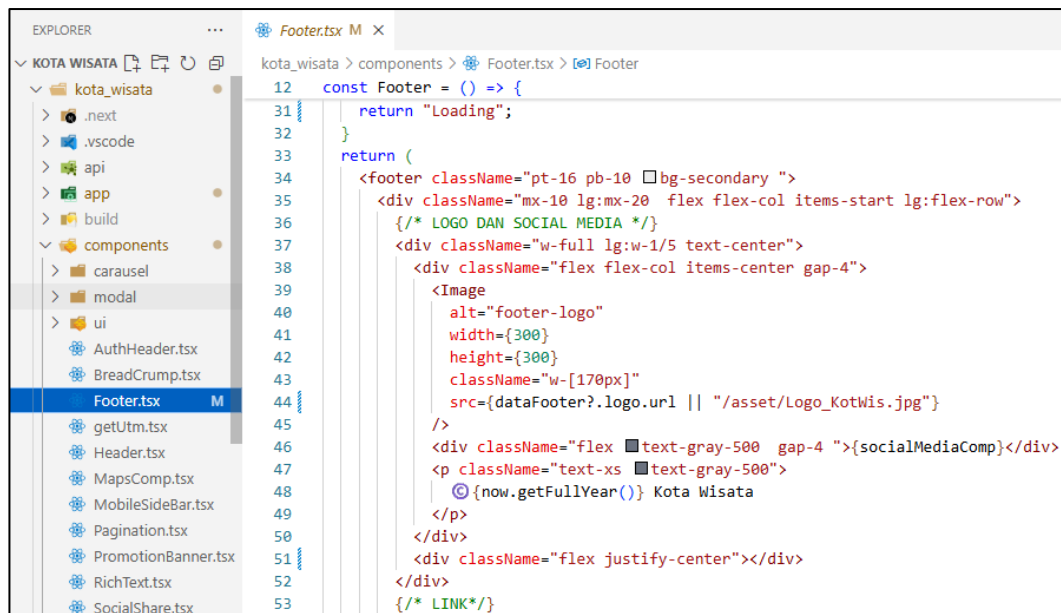 EXPLORER ...
KOTA WISATA
kota_wisata
.next
.vscode
api
app
build
components
carausel
modal
ui
AuthHeader.tsx
BreadCrump.tsx
Footer.tsx M
getUtm.tsx
Header.tsx
MapsComp.tsx
MobileSideBar.tsx
Pagination.tsx
PromotionBanner.tsx
RichText.tsx
SocialShare.tsx
Footer.tsx M ×
kota_wisata > components > Footer.tsx > Footer
12 const Footer = () => {
31 return "Loading";
32 }
33 return (
34 <footer className="pt-16 pb-10 bg-secondary ">
35 <div className="mx-10 lg:mx-20  flex flex-col items-start lg:flex-row">
36 {/* LOGO DAN SOCIAL MEDIA */}
37 <div className="w-full lg:w-1/5 text-center">
38 <div className="flex flex-col items-center gap-4">
39 <Image
40 alt="footer-logo"
41 width={300}
42 height={300}
43 className="w-[170px]"
44 src={dataFooter?.logo.url || "/asset/Logo_KotWis.jpg"}
45 />
46 <div className="flex text-gray-500  gap-4 ">{socialMediaComp}</div>
47 <p className="text-xs text-gray-500">
48 ©{now.getFullYear()} Kota Wisata
49 </p>
50 </div>
51 <div className="flex justify-center"></div>
52 </div>
53 {/* LINK*/}